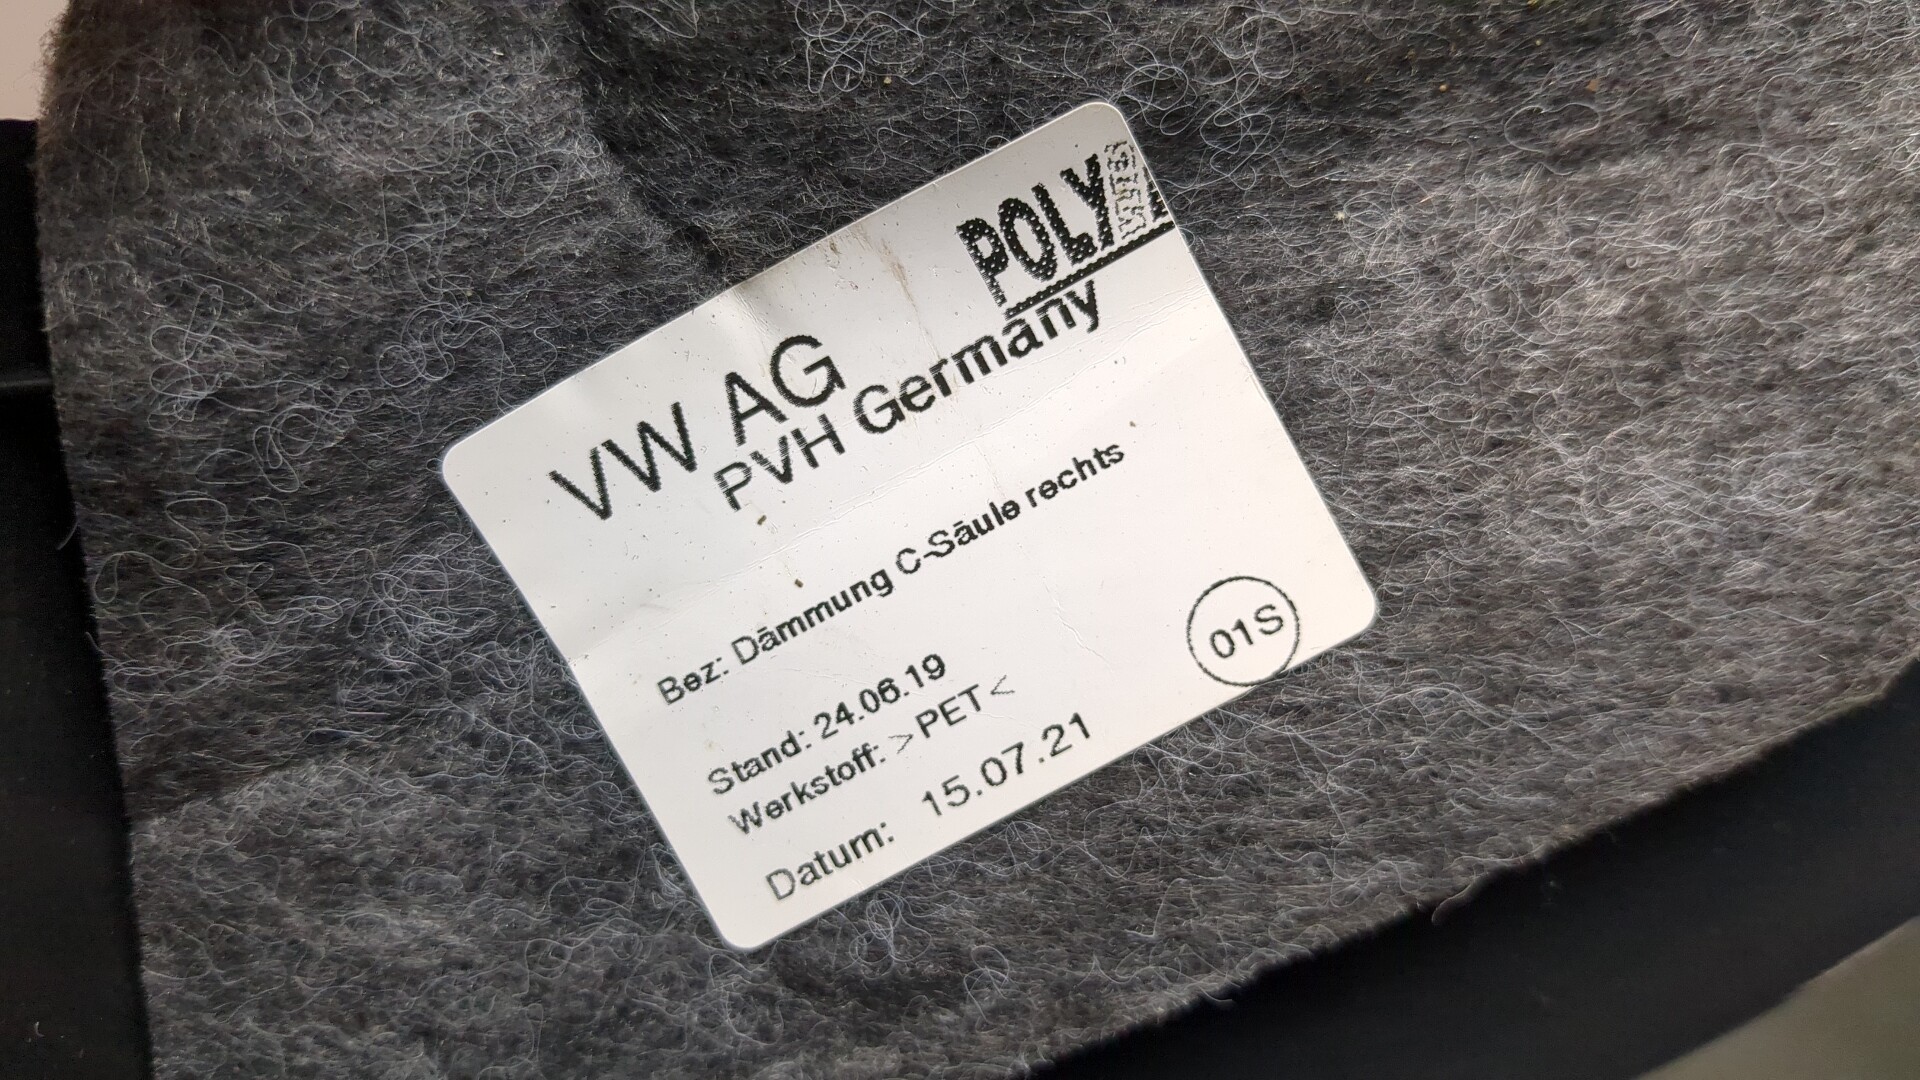 POLY
VW AG
PVH Germany
Bez: Dämmung C-Säule rechts
Stand: 24.06.19
Werkstoff: >PET<
Datum: 15.07.21
01S